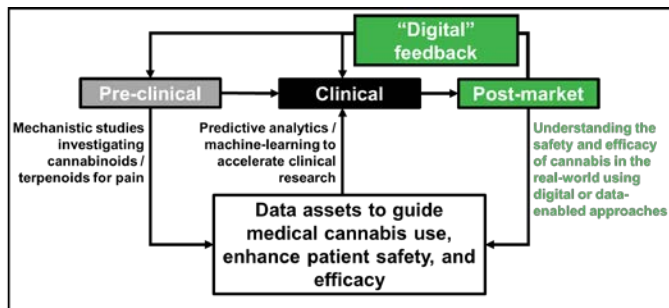 “Digital”
feedback
Pre-clinical
Clinical
Post-market
Mechanistic studies
investigating
cannabinoids /
terpenoids for pain
Predictive analytics /
machine-learning to
accelerate clinical
research
Understanding the
safety and efficacy
of cannabis in the
real-world using
digital or data-
enabled approaches
Data assets to guide
medical cannabis use,
enhance patient safety, and
efficacy